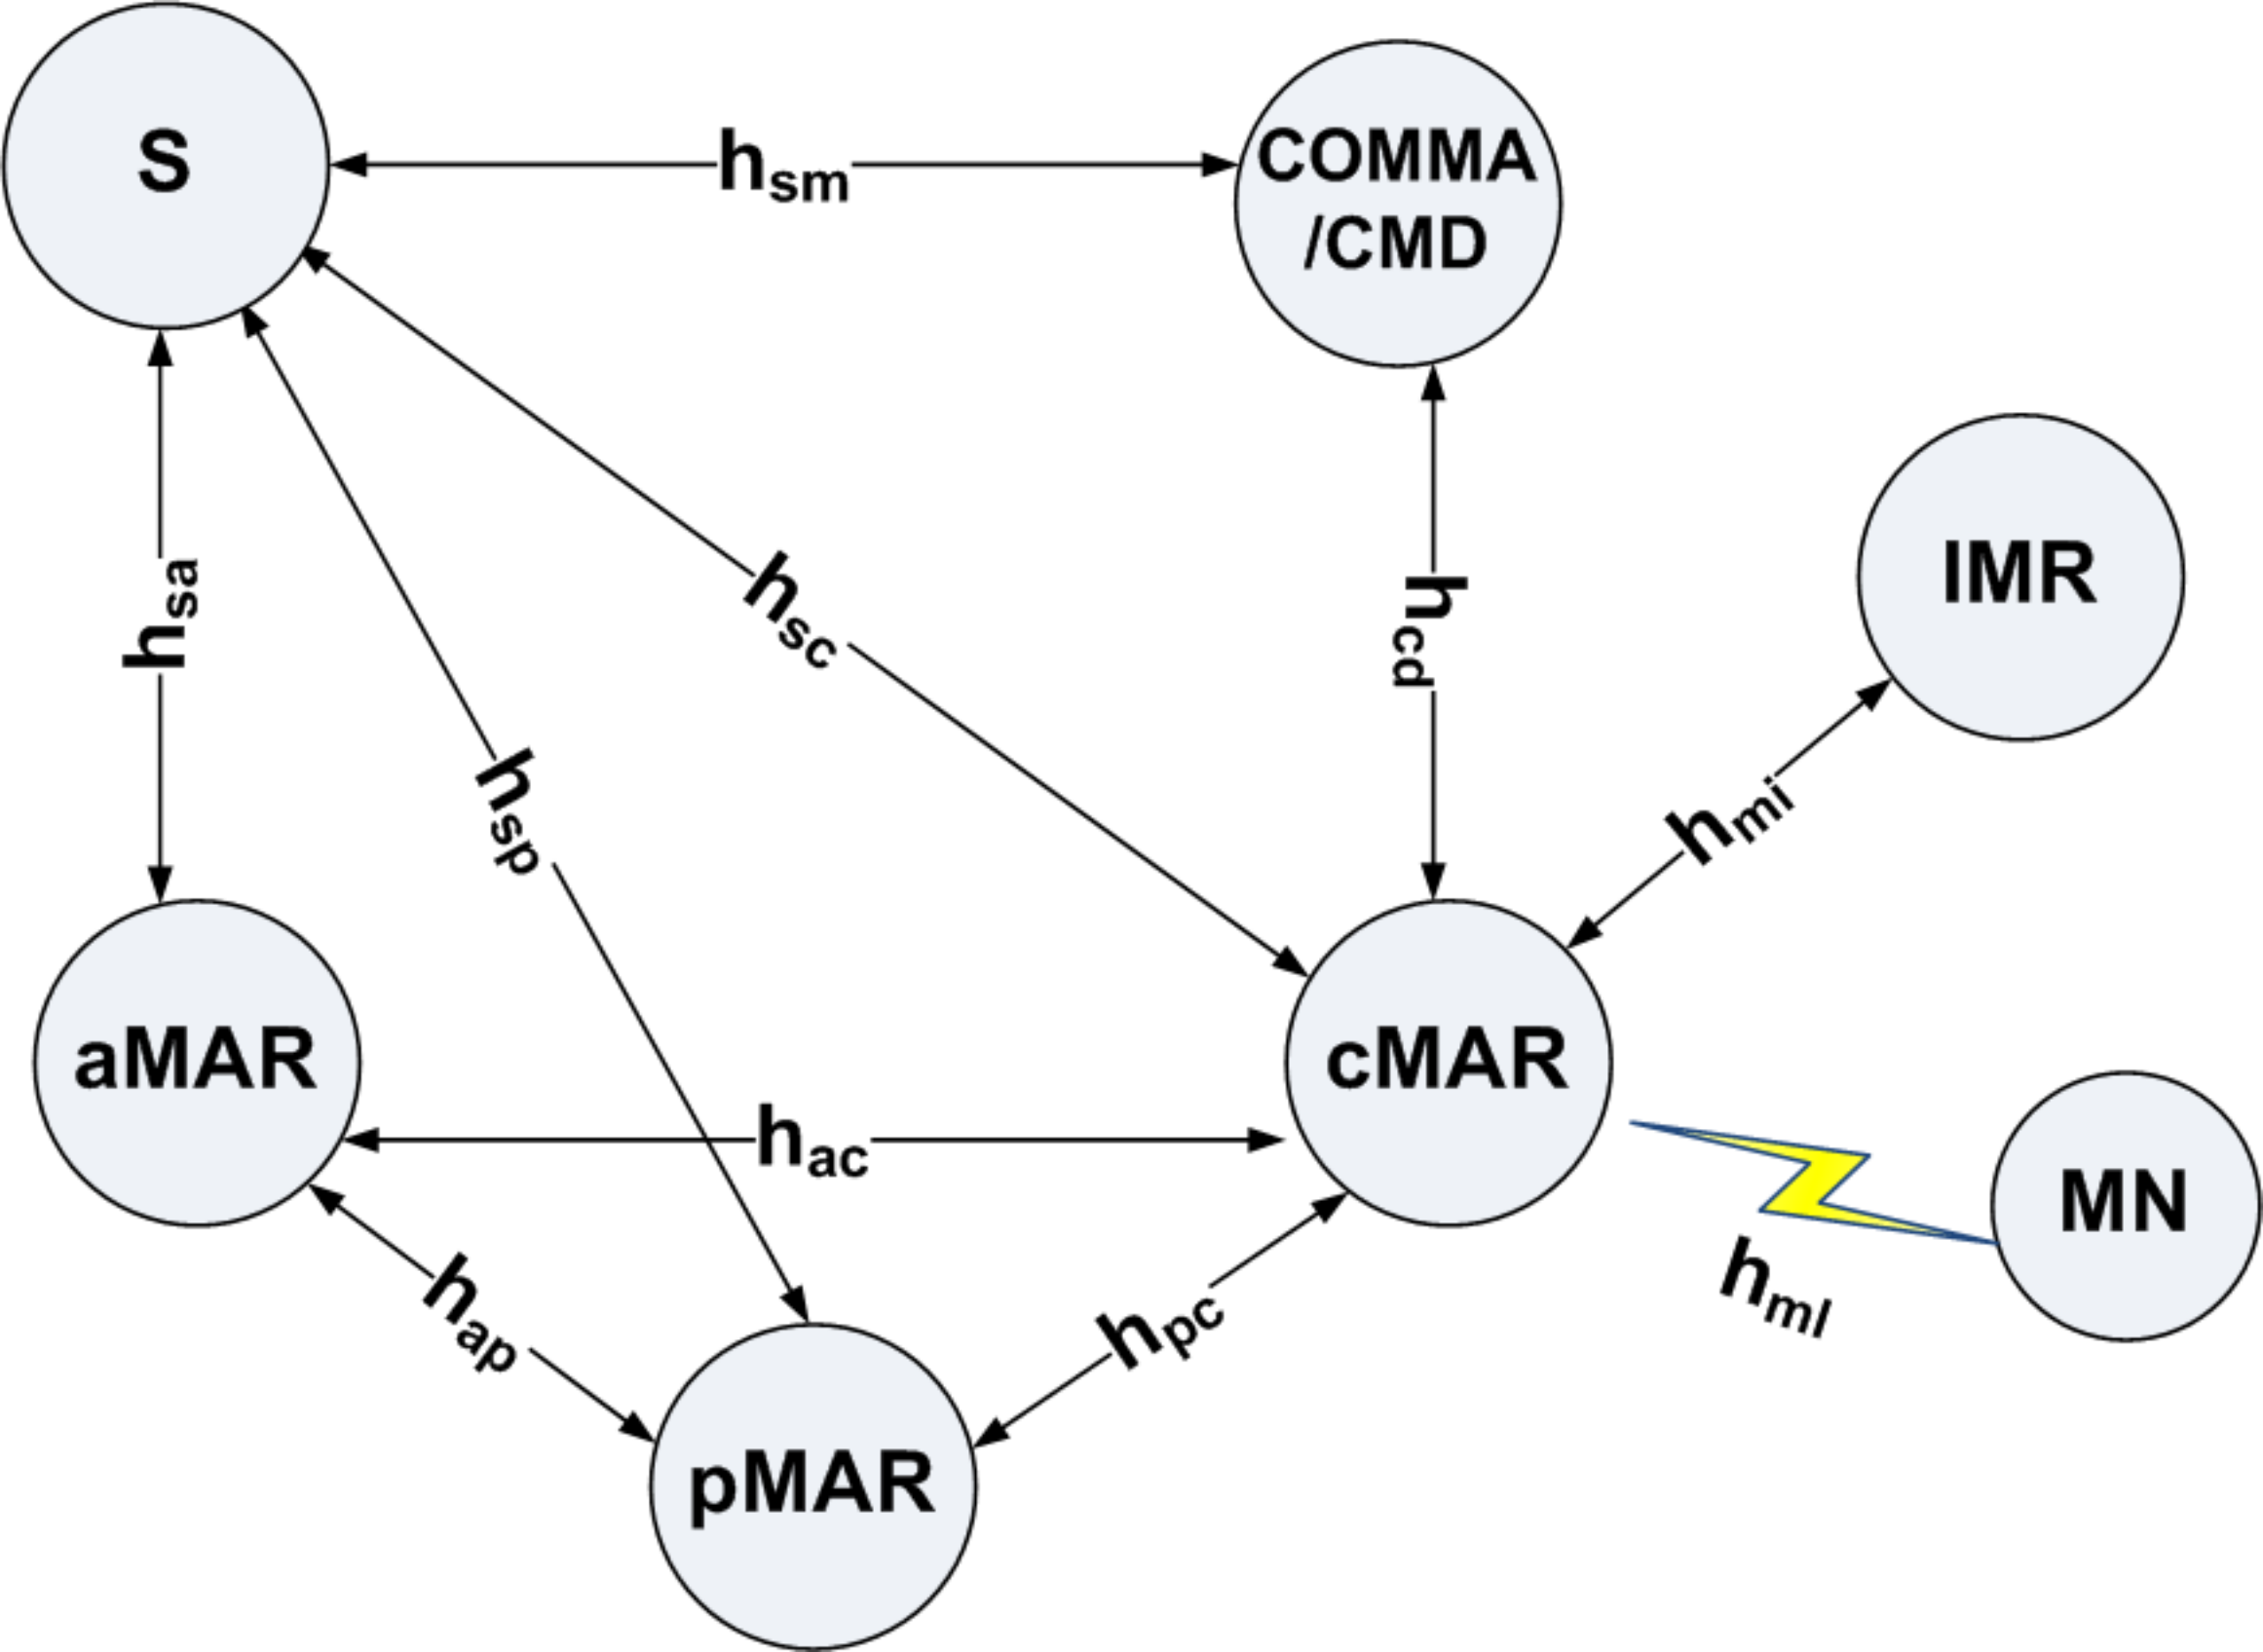 S
hsm
COMMA
/CMD
hsa
hsc
hcd
IMR
hsp
hmi
aMAR
cMAR
hac
MN
hap
hpc
hml
pMAR